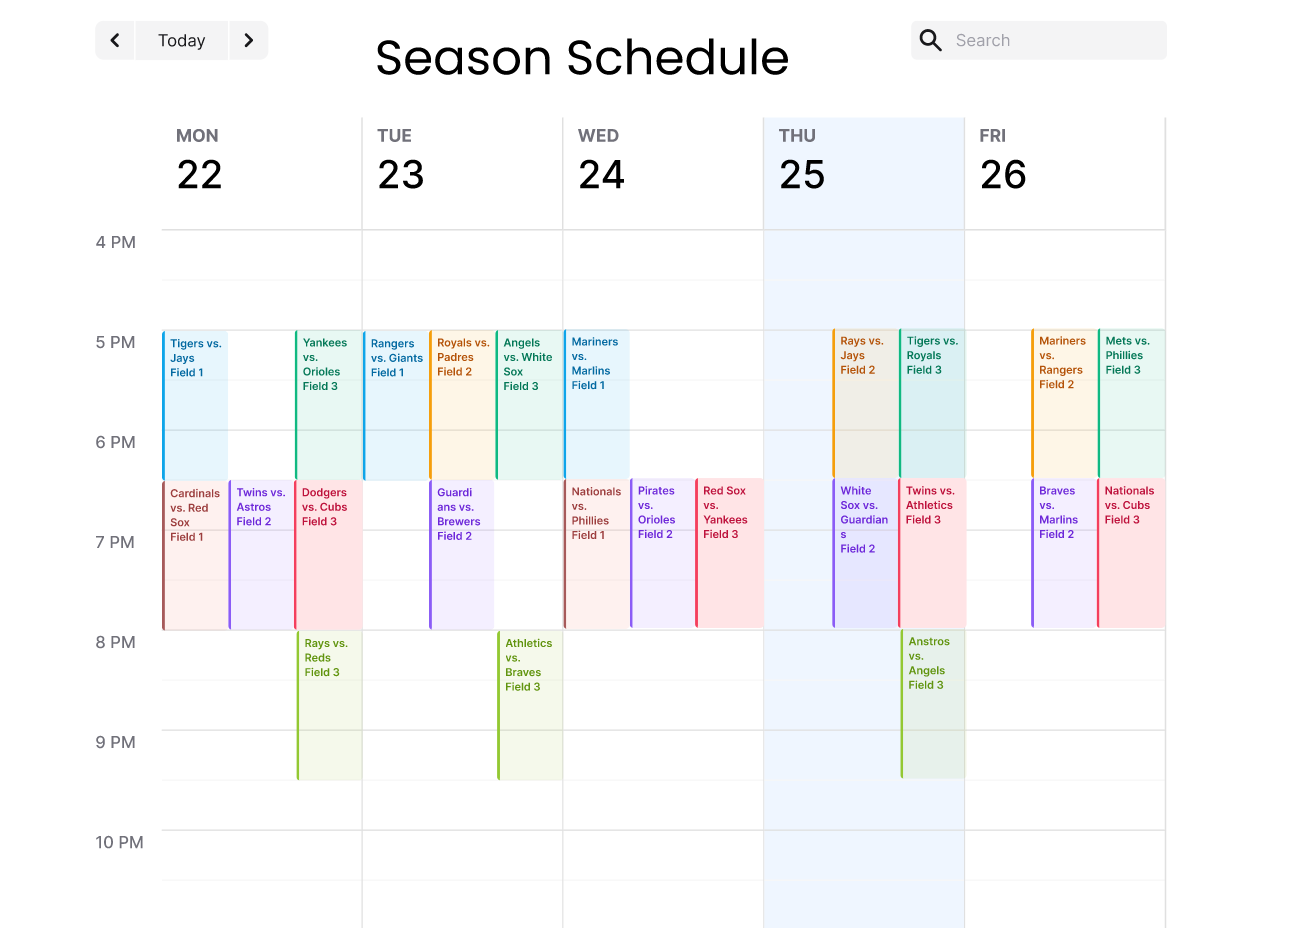 Today
Season Schedule
Search
MON
22
TUE
23
WED
24
THU
25
FRI
26
4 PM
5 PM
6 PM
7 PM
8 PM
9 PM
10 PM
Tigers vs.
Jays
Field 1
Yankees
vs.
Orioles
Field 3
Cardinals
vs. Red
Sox
Field 1
Twins vs.
Astros
Field 2
Dodgers
vs. Cubs
Field 3
Rays vs.
Reds
Field 3
Rangers
vs. Giants
Field 1
Royals vs.
Padres
Field 2
Angels
vs. White
Sox
Field 3
Guardi
ans vs.
Brewers
Field 2
Athletics
vs.
Braves
Field 3
Mariners
vs.
Marlins
Field 1
Nationals
vs.
Phillies
Field 1
Pirates
vs.
Orioles
Field 2
Red Sox
vs.
Yankees
Field 3
Rays vs.
Jays
Field 2
Tigers vs.
Royals
Field 3
White
Sox vs.
Guardian
s
Field 2
Twins vs.
Athletics
Field 3
Anstros
vs.
Angels
Field 3
Mariners
vs.
Rangers
Field 2
Mets vs.
Phillies
Field 3
Braves
vs.
Marlins
Field 2
Nationals
vs. Cubs
Field 3